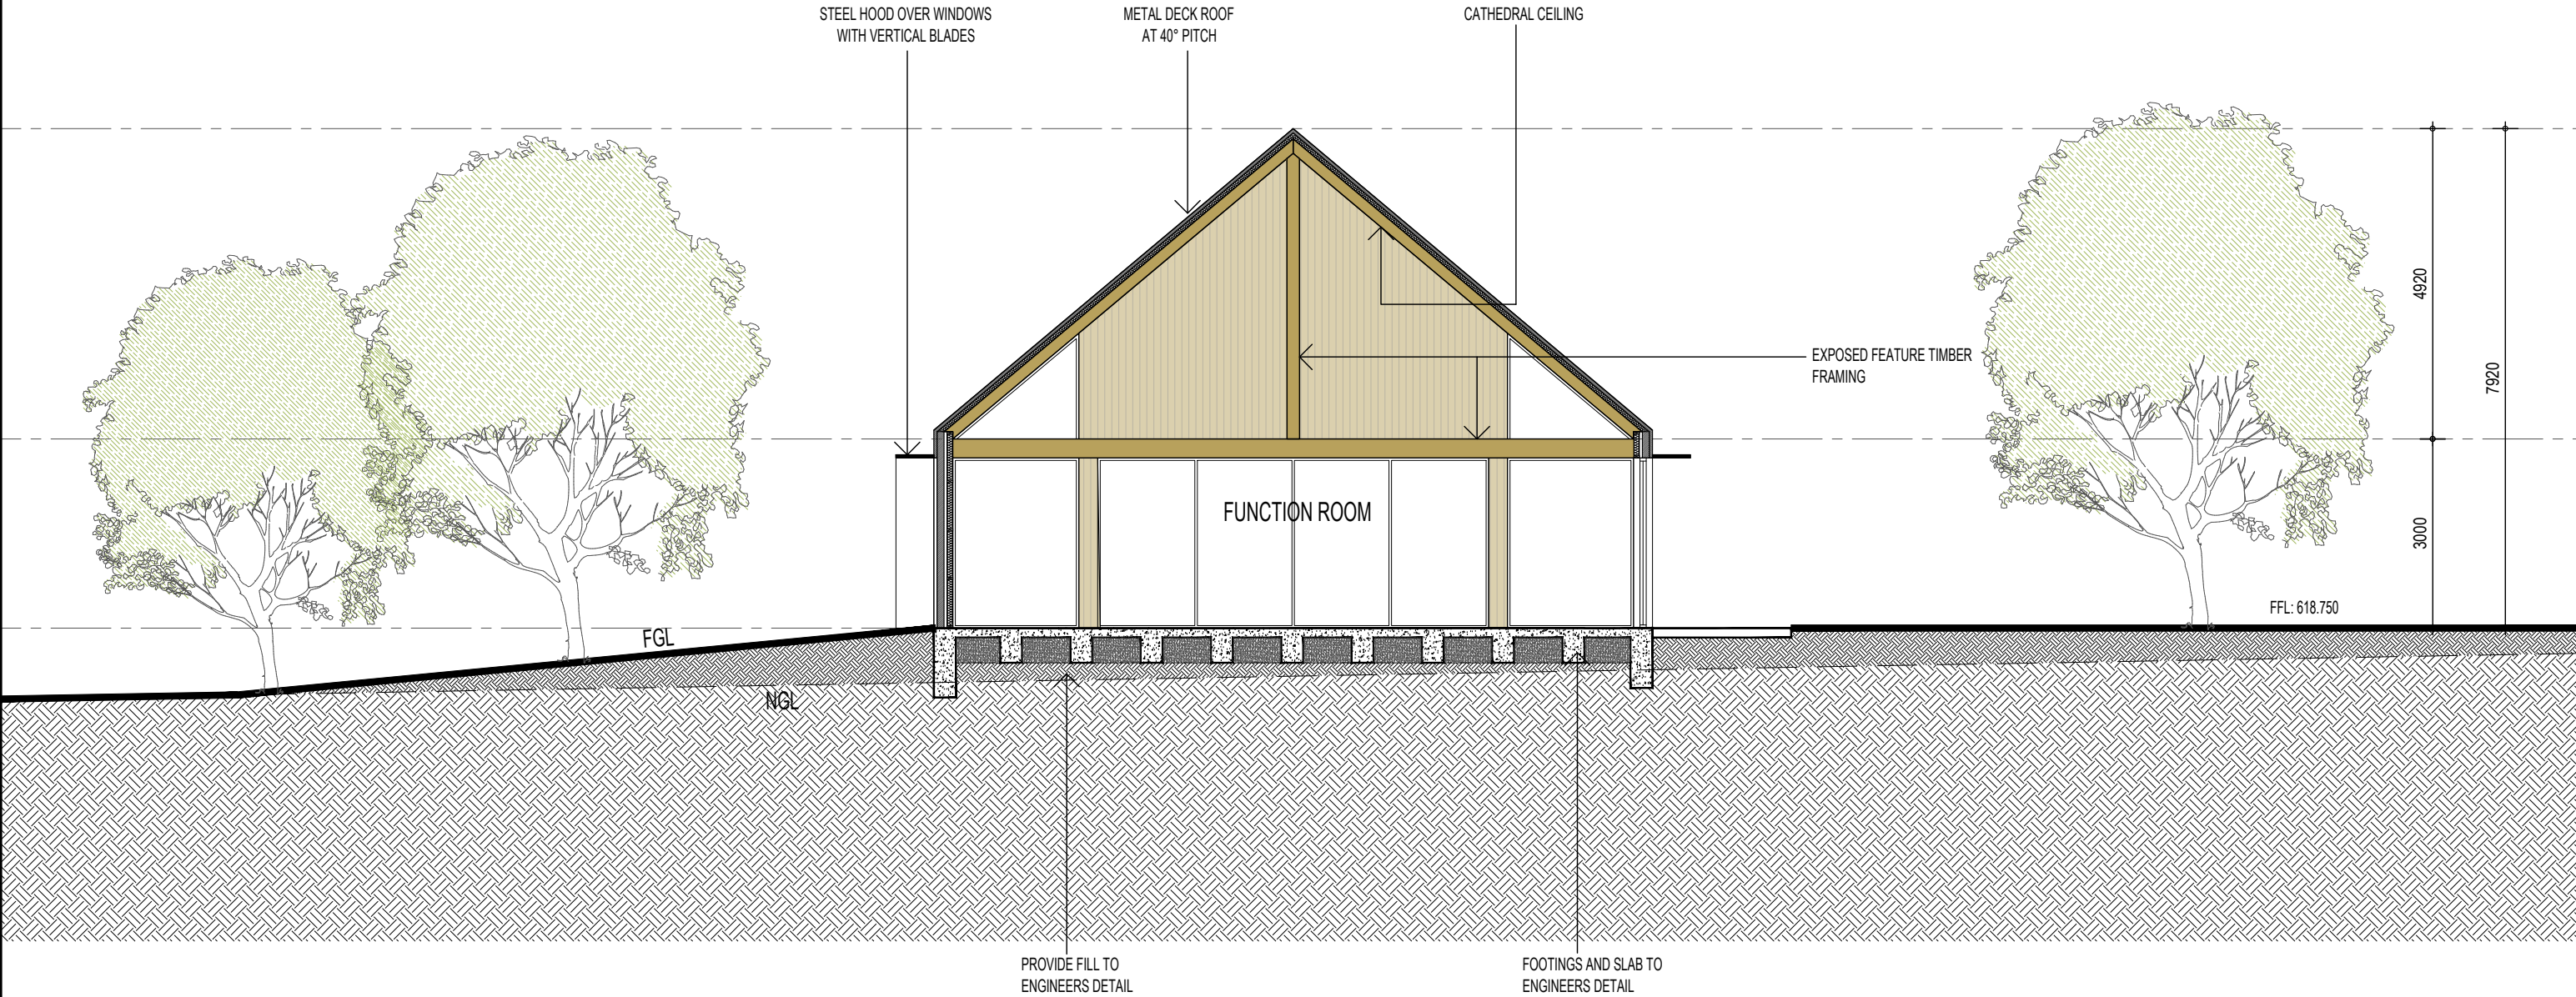 STEEL HOOD OVER WINDOWS
WITH VERTICAL BLADES
METAL DECK ROOF
AT 40° PITCH
CATHEDRAL CEILING
EXPOSED FEATURE TIMBER
FRAMING
4920
7920
3000
FUNCTION ROOM
FFL: 618.750
FGL
NGL
PROVIDE FILL TO
ENGINEERS DETAIL
FOOTINGS AND SLAB TO
ENGINEERS DETAIL